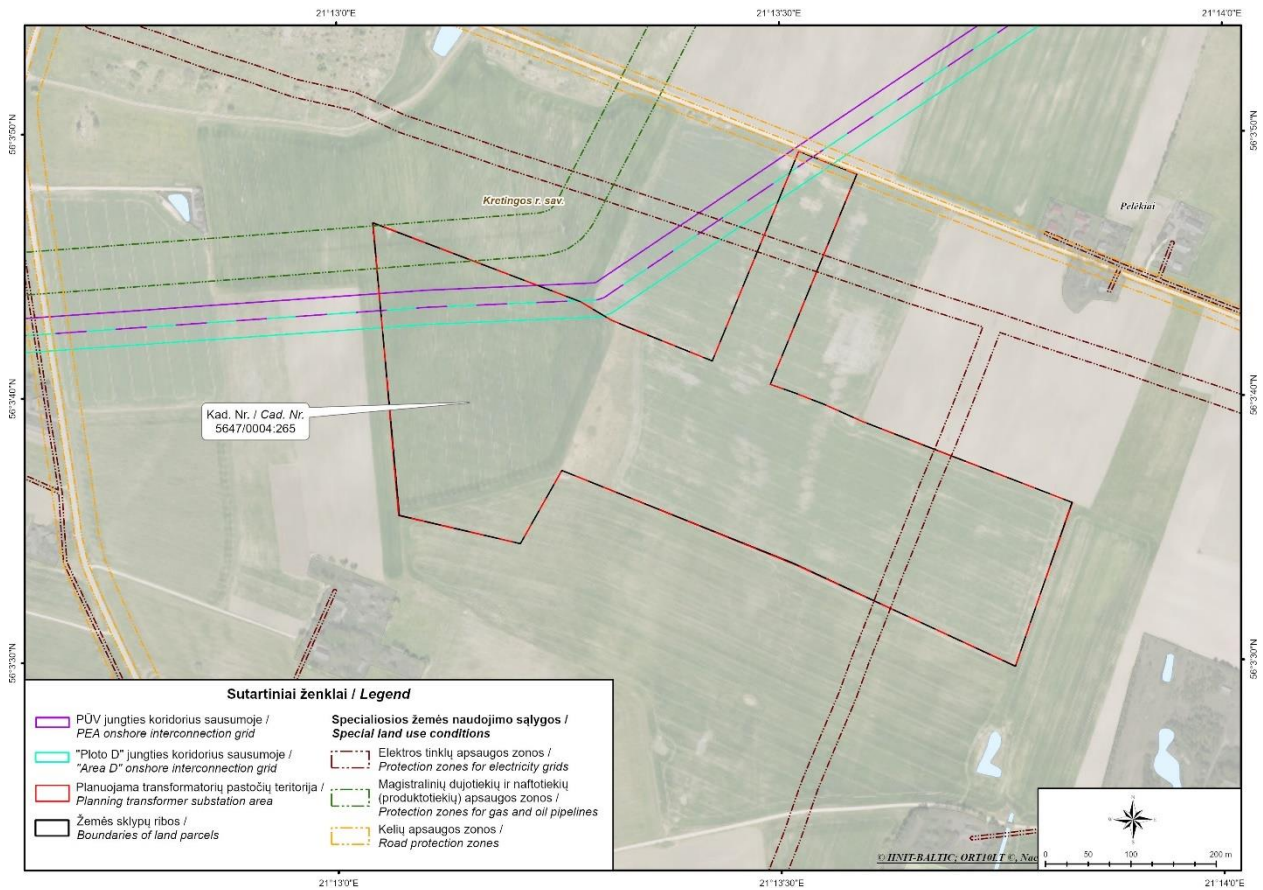 21°13'0"E
21°13'30"E
21°14'0"E
56°3'50"N
56°3'50"N
Kretingos r. sav.
Pelėkiai
56°3'40"N
56°3'40"N
Kad. Nr. / Cad. Nr.
5647/0004:265
56°3'30"N
56°3'30"N
Sutartiniai ženklai / Legend
PŪV jungties koridorius sausumoje /
PEA onshore interconnection grid
"Ploto D" jungties koridorius sausumoje /
"Area D" onshore interconnection grid
Planuojama transformatorių pastočių teritorija /
Planning transformer substation area
Žemės sklypų ribos /
Boundaries of land parcels
Specialiosios žemės naudojimo sąlygos /
Special land use conditions
Elektros tinklų apsaugos zonos /
Protection zones for electricity grids
Magistralinių dujotiekių ir naftotiekių
(produktotiekių) apsaugos zonos /
Protection zones for gas and oil pipelines
Kelių apsaugos zonos /
Road protection zones
N
0 50 100 200 m
© HNIT-BALTIC; ORT10LT ©, Nac
21°13'0"E
21°13'30"E
21°14'0"E